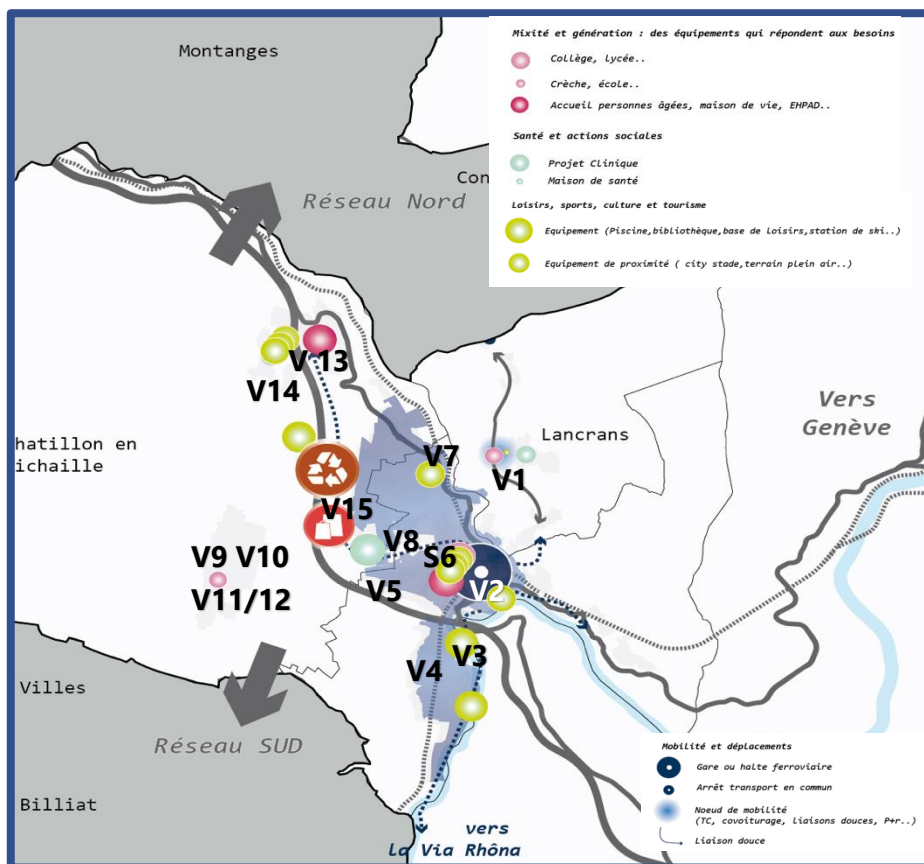 Montanges
Mixité et génération : des équipements qui répondent aux besoins
Collège, lycée..
Crèche, école..
Accueil personnes âgées, maison de vie, EHPAD..
Santé et actions sociales
Projet Clinique
Maison de santé
Loisirs, sports, culture et tourisme
Equipement (Piscine,bibliothèque,base de loisirs,station de ski..)
Equipement de proximité ( city stade,terrain plein air..)
Con
Réseau Nord
V 13
V14
Vers
Genève
hatillon en
ichaille
Lancrans
V7
V1
V15
V8
V9 V10
S6
V5
V2
V11/12
V3
V4
Villes
Réseau SUD
Billiat
vers
la Via Rhôna
Mobilité et déplacements
Gare ou halte ferroviaire
Arrêt transport en commun
Noeud de mobilité
(TC, covoiturage, liaisons douces, P+r..)
Liaison douce